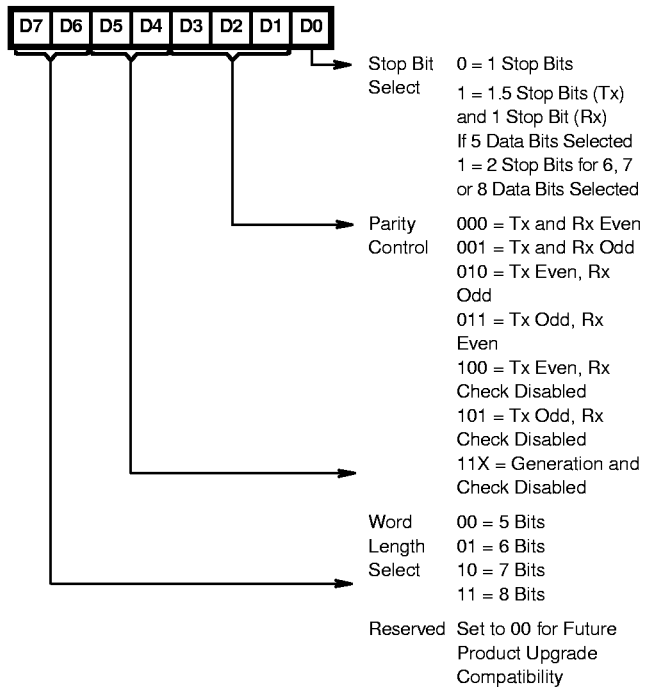 D7 D6 D5 D4 D3 D2 D1 D0
Stop Bit 0 = 1 Stop Bits
Select 1 = 1.5 Stop Bits (Tx)
and 1 Stop Bit (Rx)
If 5 Data Bits Selected
1 = 2 Stop Bits for 6, 7
or 8 Data Bits Selected
Parity 000 = Tx and Rx Even
Control 001 = Tx and Rx Odd
010 = Tx Even, Rx
Odd
011 = Tx Odd, Rx
Even
100 = Tx Even, Rx
Check Disabled
101 = Tx Odd, Rx
Check Disabled
11X = Generation and
Check Disabled
Word 00 = 5 Bits
Length 01 = 6 Bits
Select 10 = 7 Bits
11 = 8 Bits
Reserved Set to 00 for Future
Product Upgrade
Compatibility